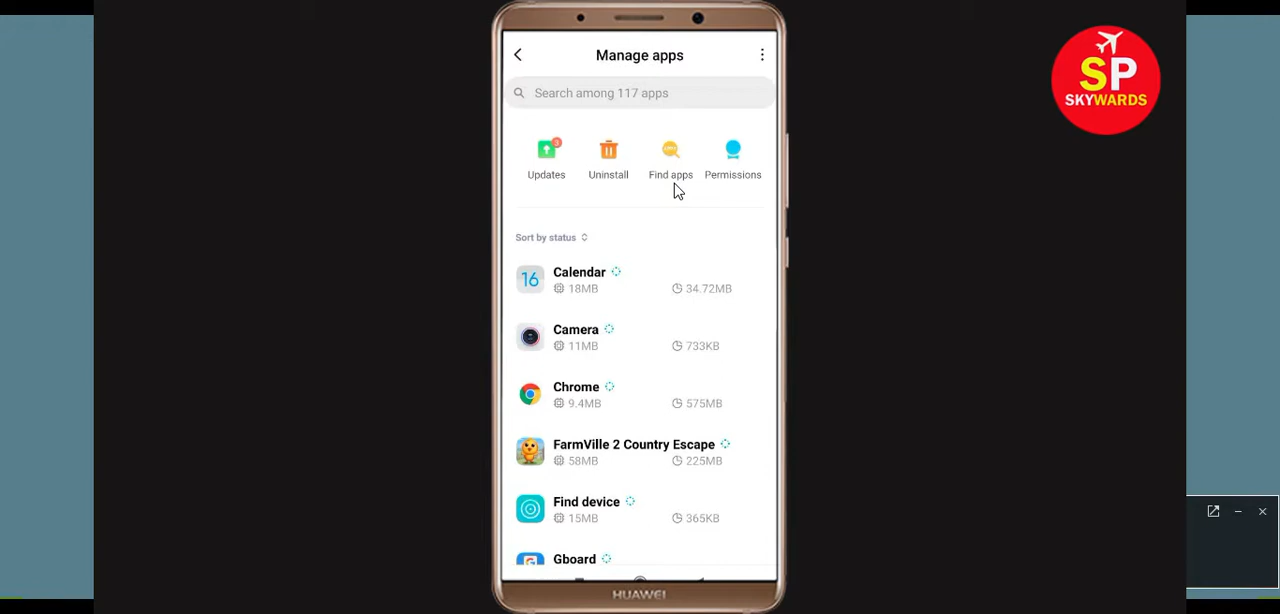 Manage apps
Search among 117 apps
3
Updates
Uninstall
Find apps
Permissions
Sort by status
16
Calendar
18MB
34.72MB
Camera
11MB
733KB
Chrome
9.4MB
575MB
FarmVille 2 Country Escape
58MB
225MB
Find device
15MB
365KB
Gboard
HUAWEI
SP
SKYWARDS